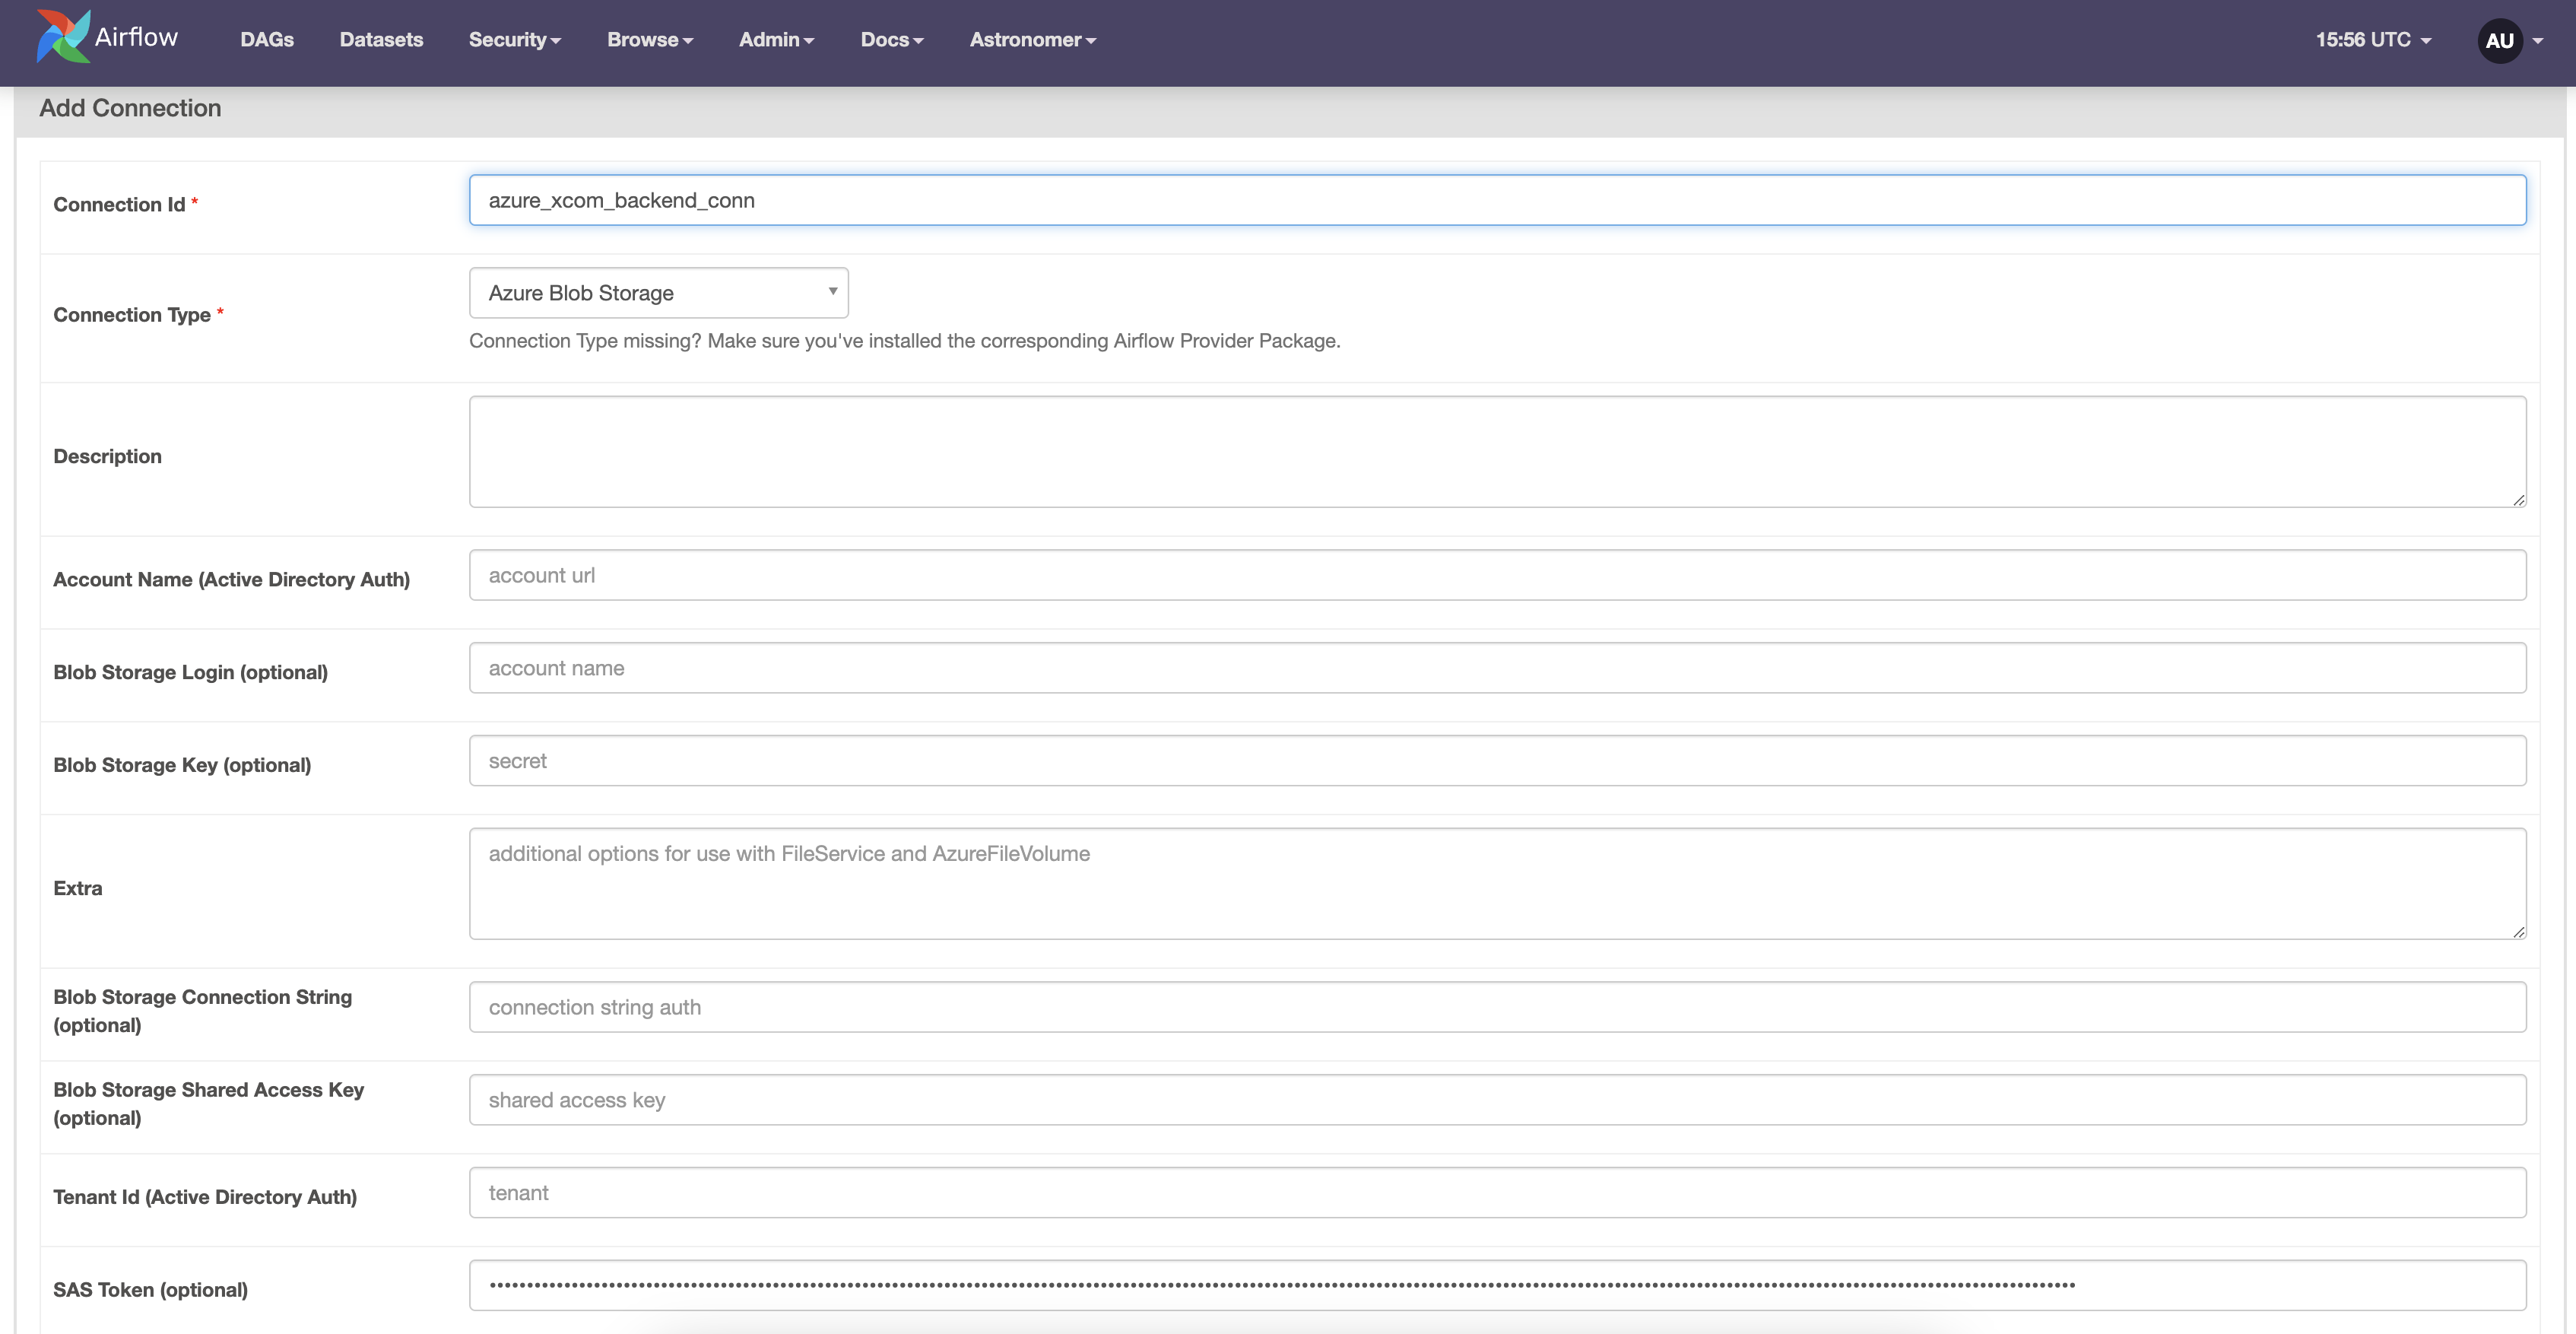 Airflow DAGs Datasets Security Browse Admin Docs Astronomer 15:56 UTC AU
Add Connection
Connection Id * azure_xcom_backend_conn
Connection Type * Azure Blob Storage
Connection Type missing? Make sure you've installed the corresponding Airflow Provider Package.
Description
Account Name (Active Directory Auth) account url
Blob Storage Login (optional) account name
Blob Storage Key (optional) secret
additional options for use with FileService and AzureFileVolume
Extra
Blob Storage Connection String
(optional)
connection string auth
Blob Storage Shared Access Key
(optional)
shared access key
Tenant Id (Active Directory Auth) tenant
SAS Token (optional)